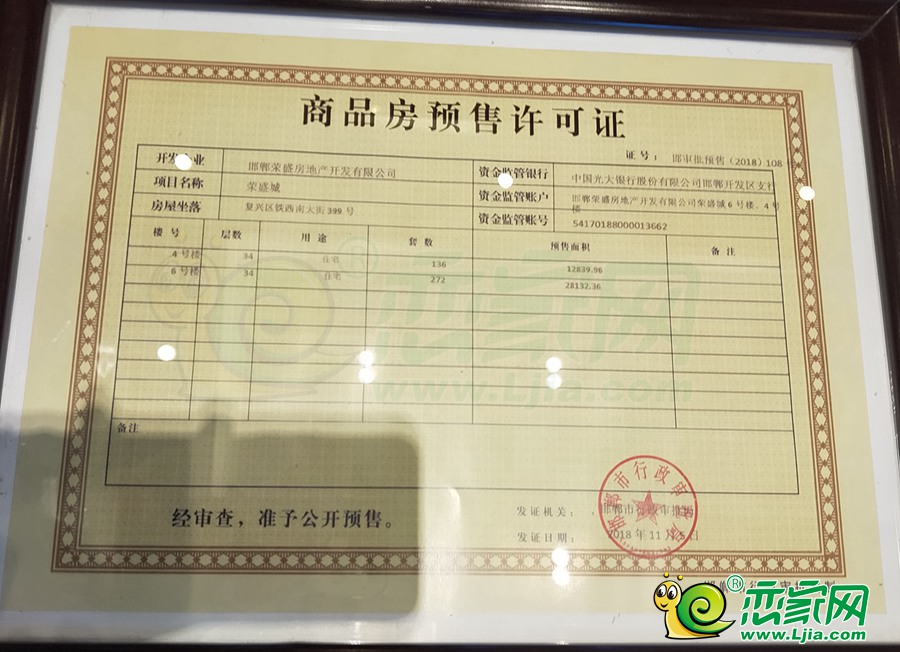 商品房预售许可证
证号：邯审批预售（2018）108
开发企业 邯郸荣盛房地产开发有限公司 资金监管银行 中国光大银行股份有限公司邯郸开发区支行
项目名称 荣盛城 资金监管账户 邯郸荣盛房地产开发有限公司荣盛城6号楼、4号楼
房屋坐落 复兴区铁西南大街399号 资金监管账号 54170188000013662
楼号 层数 用途 套数 预售面积 备注
4号楼 34 住宅 136 12839.96
6号楼 34 住宅 272 28132.36
恋家网
www.Ljia.com
备注
经审查，准予公开预售。
发证机关：邯郸市行政审批局
发证日期：2018年11月5日
恋家网
www.Ljia.com